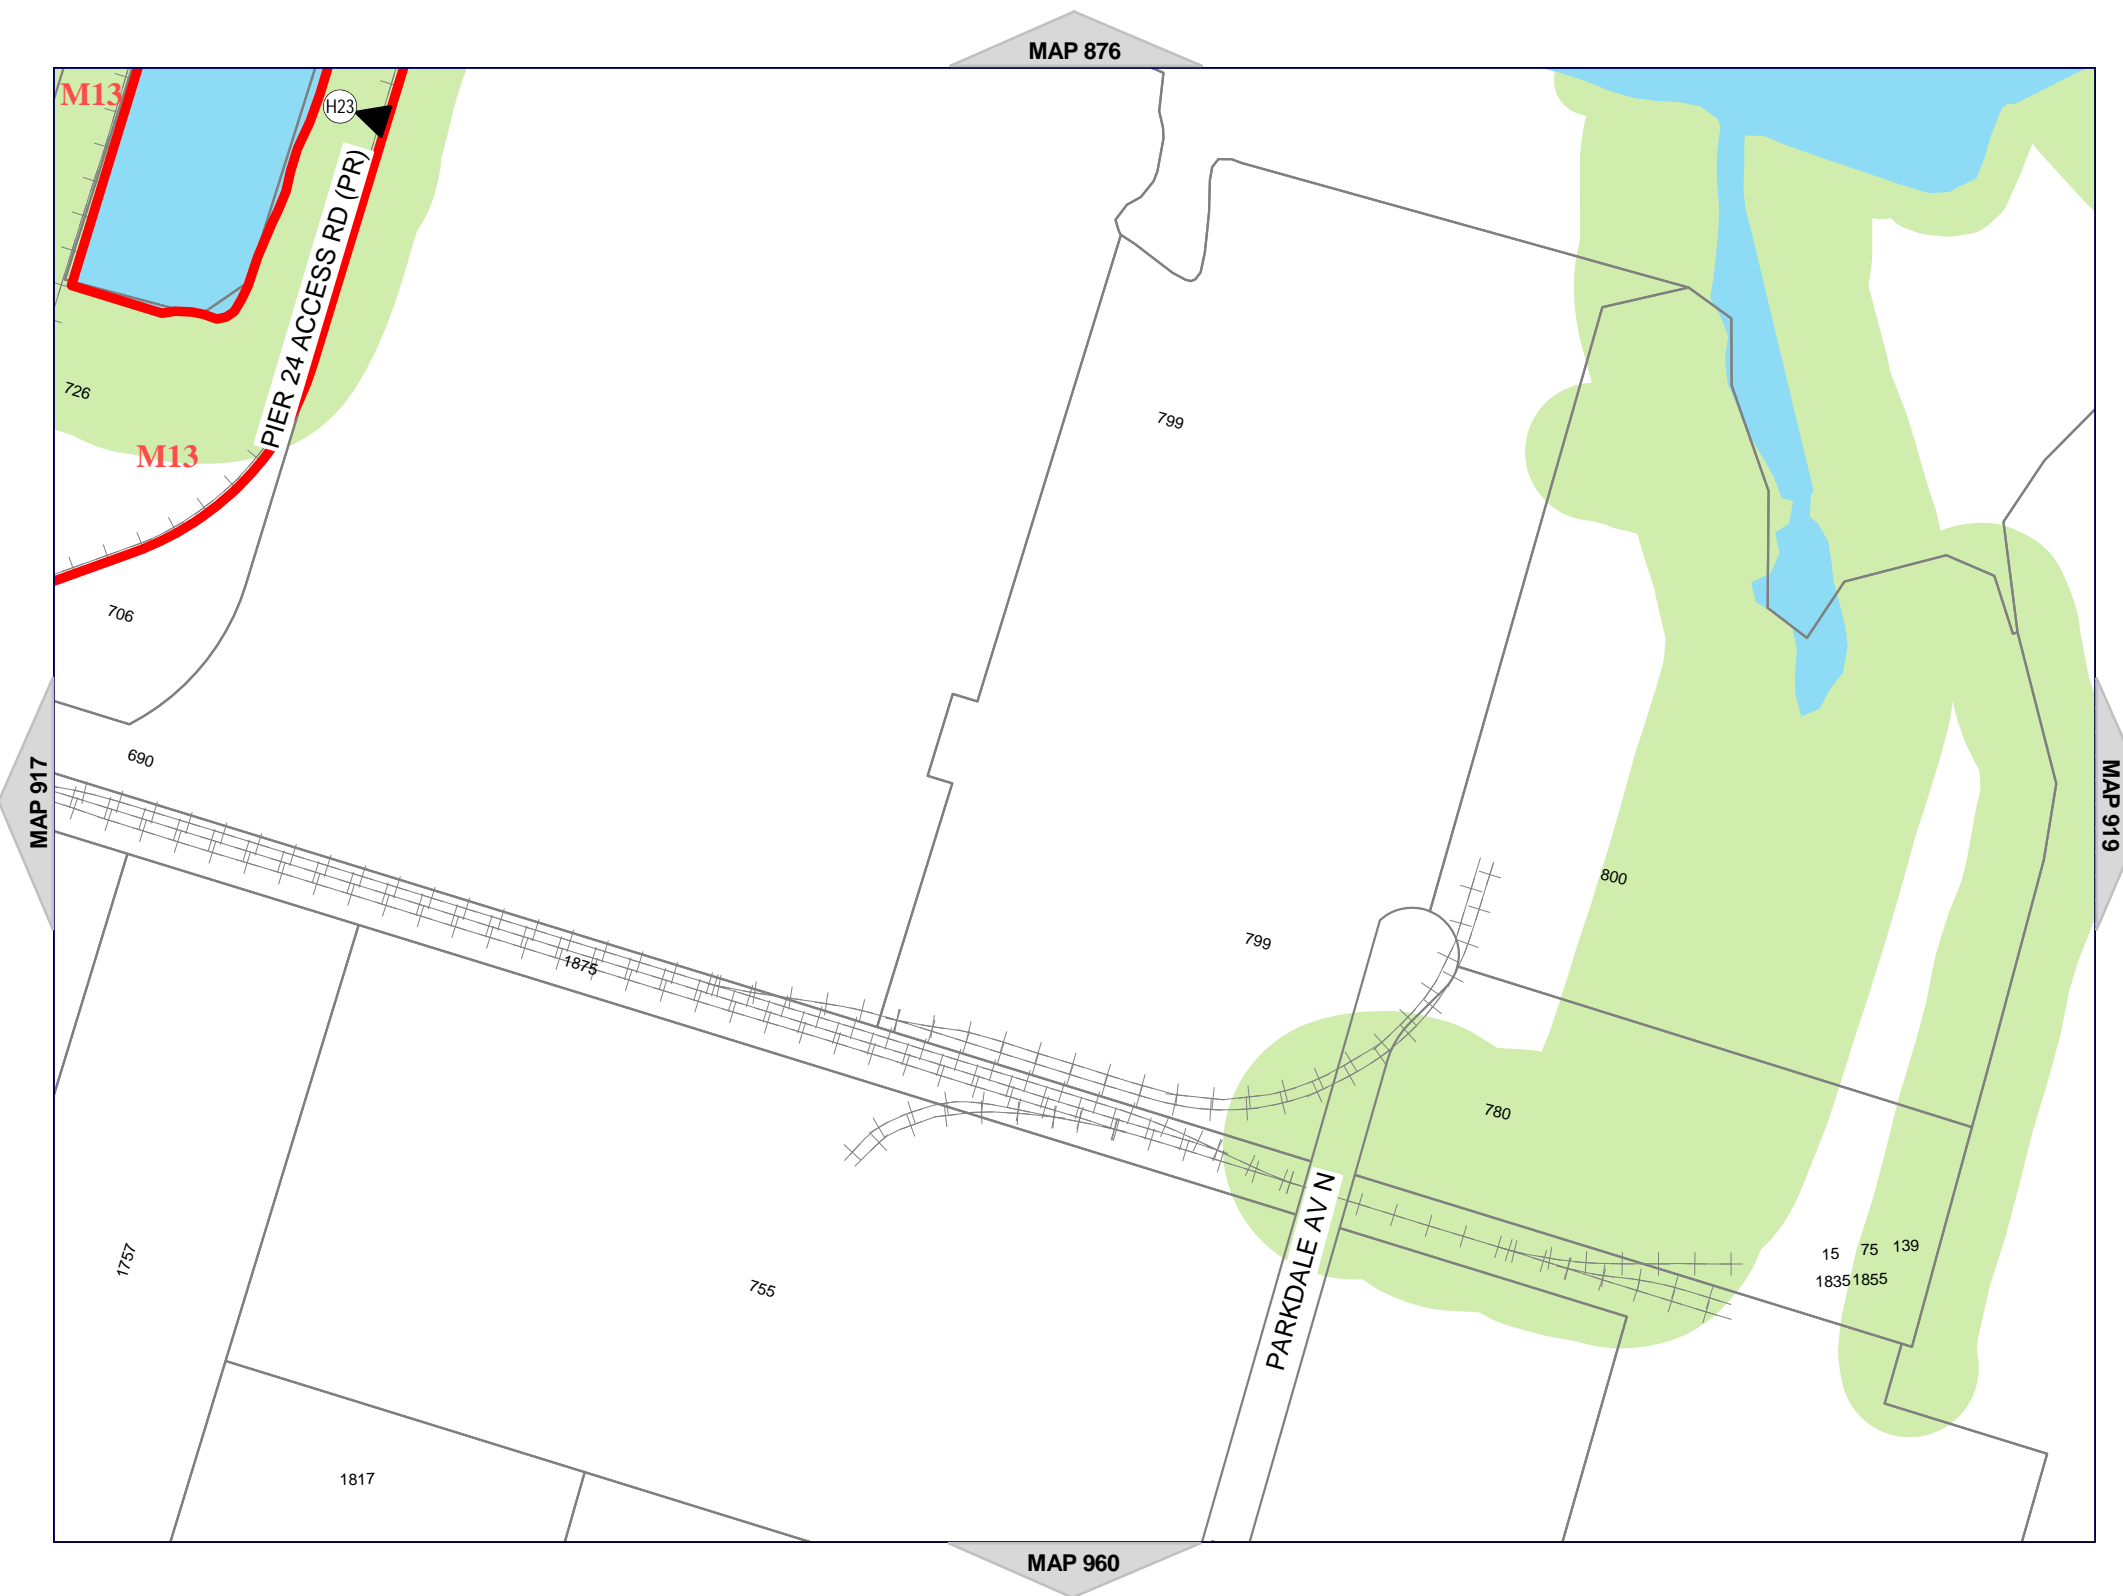 MAP 876
M13
H23
PIER 24 ACCESS RD (PR)
726
799
M13
706
690
MAP 917
MAP 919
800
799
1875
780
PARKDALE AV N
1757
755
15 75 139
1835 1855
1817
MAP 960